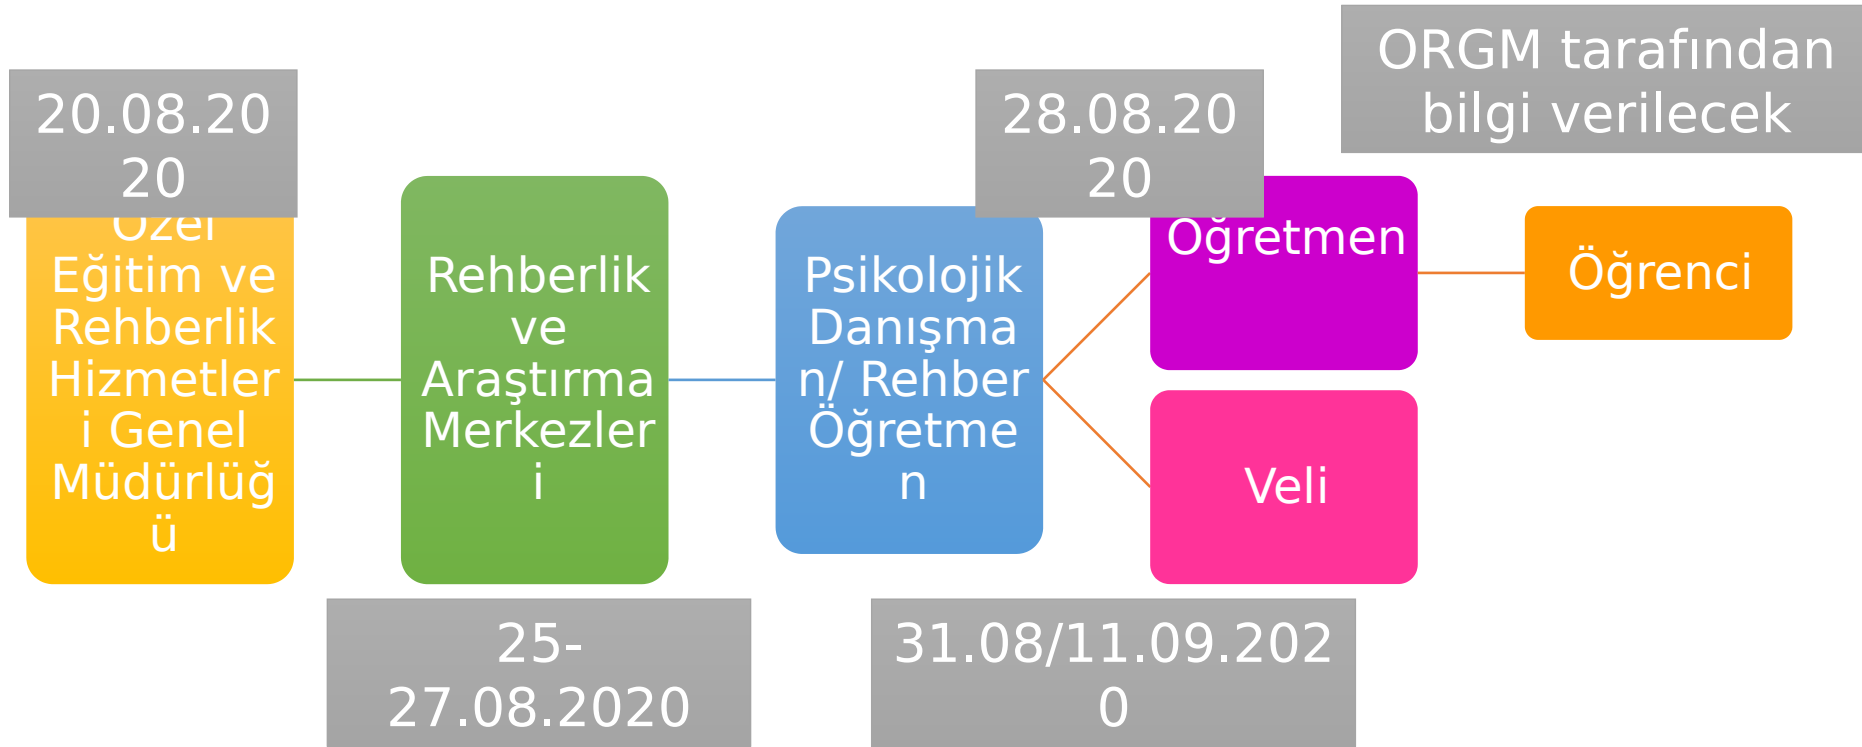 20.08.20
20
Özel
Eğitim ve
Rehberlik
Hizmetler
i Genel
Müdürlüğ
ü
Rehberlik
ve
Araştırma
Merkezler
i
25-
27.08.2020
Psikolojik
Danışma
n/ Rehber
Öğretme
n
28.08.20
20
Öğretmen
Veli
31.08/11.09.202
0
ORGM tarafından
bilgi verilecek
Öğrenci